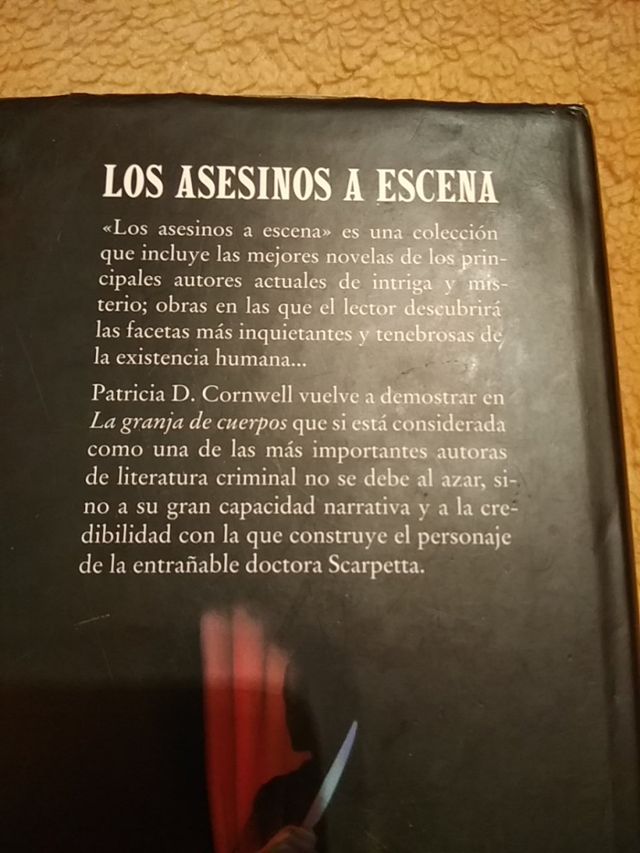 LOS ASESINOS A ESCENA
«Los asesinos a escena» es una colección
que incluye las mejores novelas de los prin-
cipales autores actuales de intriga y mis-
terio; obras en las que el lector descubrirá
las facetas más inquietantes y tenebrosas de
la existencia humana...
Patricia D. Cornwell vuelve a demostrar en
La granja de cuerpos que si está considerada
como una de las más importantes autoras
de literatura criminal no se debe al azar, si-
no a su gran capacidad narrativa y a la cre-
dibilidad con la que construye el personaje
de la entrañable doctora Scarpetta.